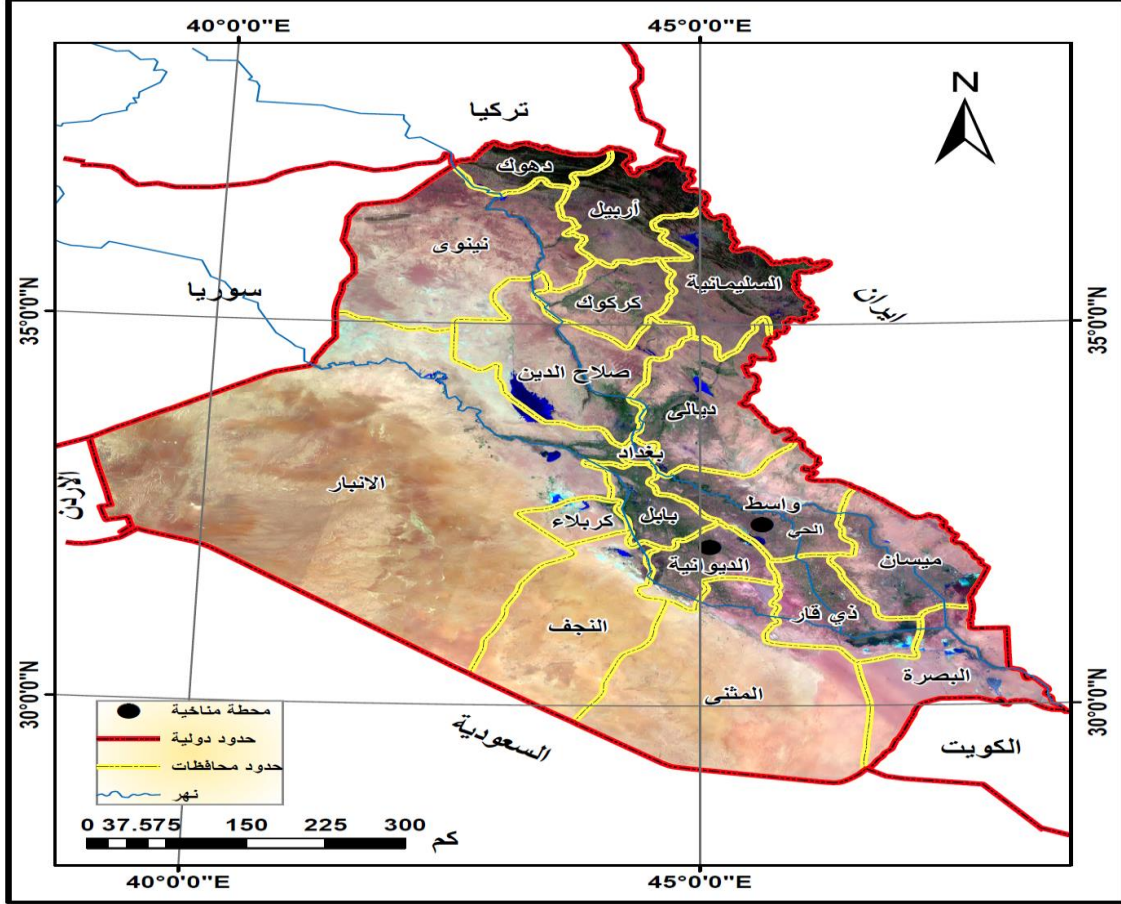 40°0'0"E
45°0'0"E
N
تركيا
دهوك
أربيل
نينوى
السليمانية
كركوك
سوريا
ايران
35°0'0"N
35°0'0"N
صلاح الدين
ديالى
بغداد
الانبار
الاردن
واسط
الحي
بابل
كربلاء
الديوانية
ميسان
النجف
ذي قار
المثنى
البصرة
30°0'0"N
30°0'0"N
السعودية
الكويت
محطة مناخية
حدود دولية
حدود محافظات
نهر
0 37.575 150 225 300
كم
40°0'0"E
45°0'0"E